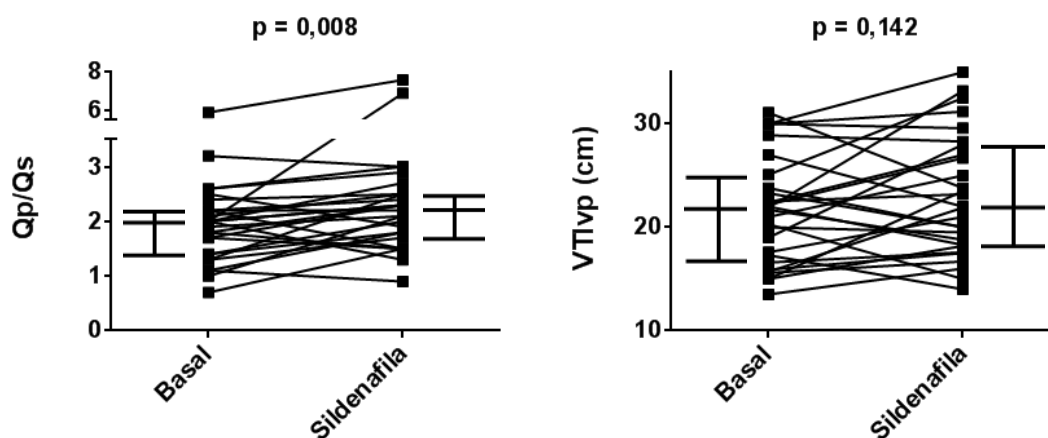 p = 0,008
Qp/Qs
8
6
3
2
1
0
Basal
Sildenafila
p = 0,142
VTIvp (cm)
30
20
10
Basal
Sildenafila